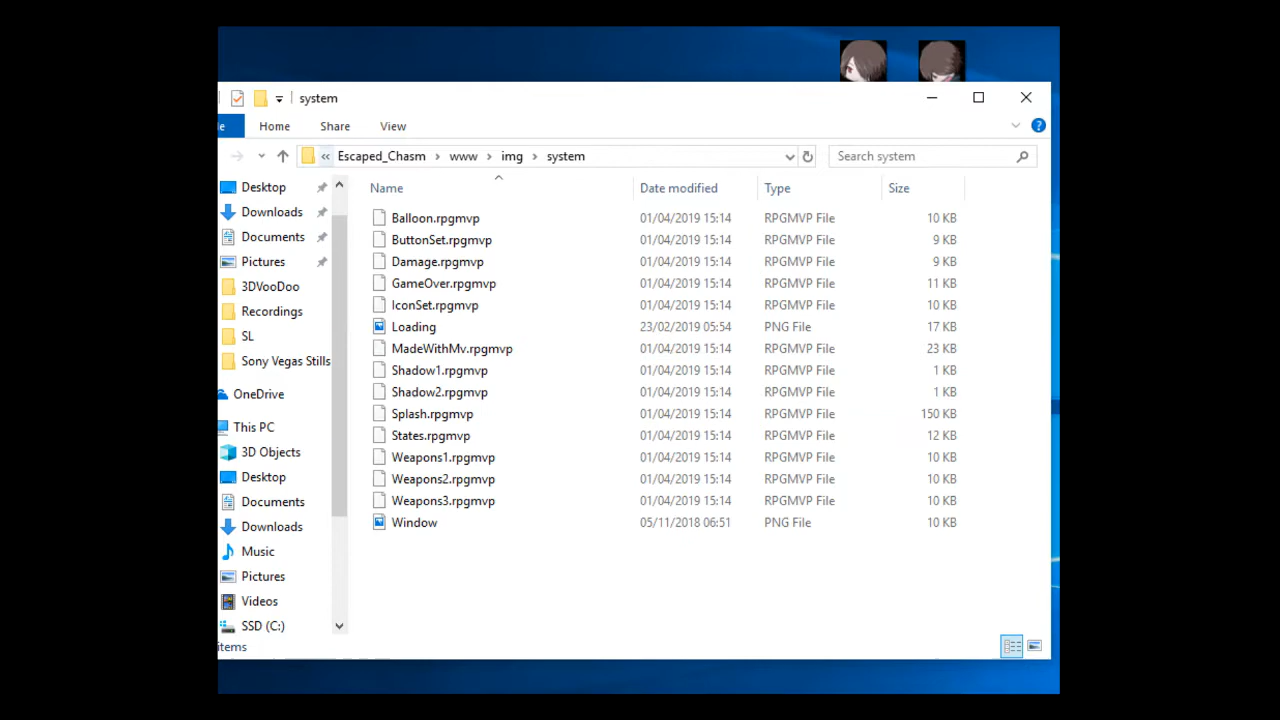 system
Home Share View
« Escaped_Chasm › www › img › system Search system
Name Date modified Type Size
Desktop
Downloads
Documents
Pictures
3DVooDoo
Recordings
SL
Sony Vegas Stills
OneDrive
This PC
3D Objects
Desktop
Documents
Downloads
Music
Pictures
Videos
SSD (C:)
Balloon.rpgmvp 01/04/2019 15:14 RPGMVP File 10 KB
ButtonSet.rpgmvp 01/04/2019 15:14 RPGMVP File 9 KB
Damage.rpgmvp 01/04/2019 15:14 RPGMVP File 9 KB
GameOver.rpgmvp 01/04/2019 15:14 RPGMVP File 11 KB
IconSet.rpgmvp 01/04/2019 15:14 RPGMVP File 10 KB
Loading 23/02/2019 05:54 PNG File 17 KB
MadeWithMv.rpgmvp 01/04/2019 15:14 RPGMVP File 23 KB
Shadow1.rpgmvp 01/04/2019 15:14 RPGMVP File 1 KB
Shadow2.rpgmvp 01/04/2019 15:14 RPGMVP File 1 KB
Splash.rpgmvp 01/04/2019 15:14 RPGMVP File 150 KB
States.rpgmvp 01/04/2019 15:14 RPGMVP File 12 KB
Weapons1.rpgmvp 01/04/2019 15:14 RPGMVP File 10 KB
Weapons2.rpgmvp 01/04/2019 15:14 RPGMVP File 10 KB
Weapons3.rpgmvp 01/04/2019 15:14 RPGMVP File 10 KB
Window 05/11/2018 06:51 PNG File 10 KB
items